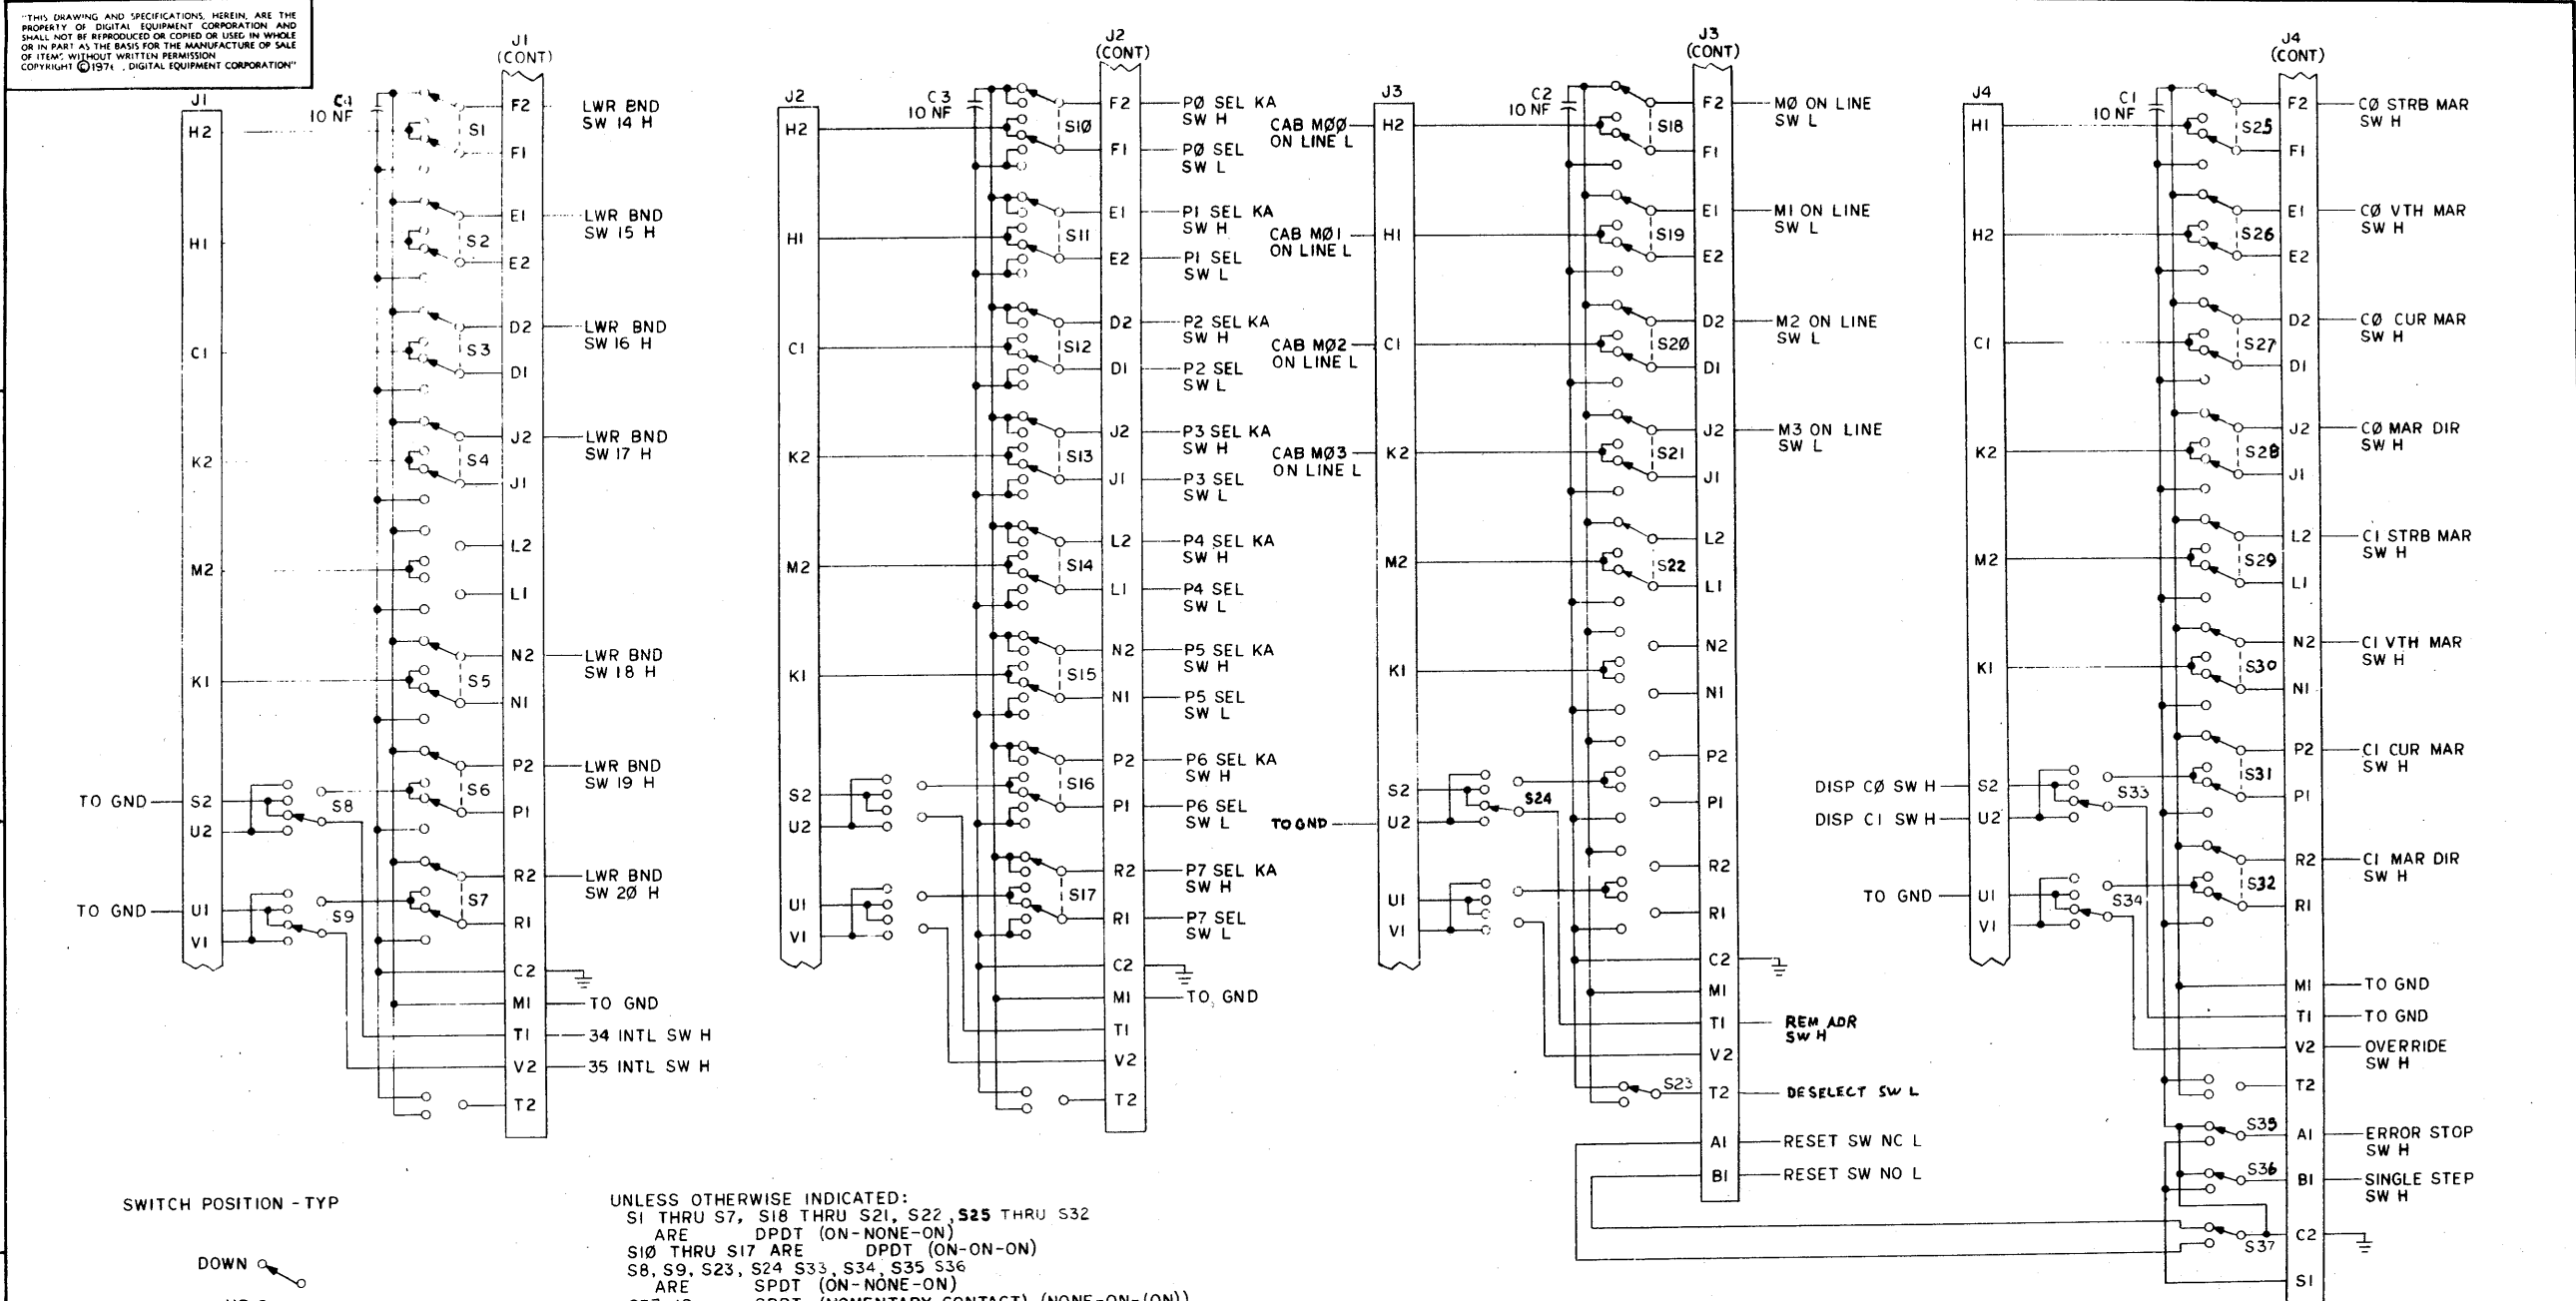 "THIS DRAWING AND SPECIFICATIONS, HEREIN, ARE THE
PROPERTY OF DIGITAL EQUIPMENT CORPORATION AND
SHALL NOT BE REPRODUCED OR COPIED OR USED IN WHOLE
OR IN PART AS THE BASIS FOR THE MANUFACTURE OR SALE
OF ITEMS WITHOUT WRITTEN PERMISSION
COPYRIGHT © DIGITAL EQUIPMENT CORPORATION"
J1
J1
(CONT)
C4
10 NF
H2
S1
F2
LWR BND
SW 14 H
F1
H1
S2
E1
LWR BND
SW 15 H
E2
C1
S3
D2
LWR BND
SW 16 H
D1
K2
S4
J2
LWR BND
SW 17 H
J1
M2
L2
L1
K1
S5
N2
LWR BND
SW 18 H
N1
TO GND
S2
U2
S8
S6
P2
LWR BND
SW 19 H
P1
TO GND
U1
V1
S9
S7
R2
LWR BND
SW 2Ø H
R1
C2
M1
TO GND
T1
34 INTL SW H
V2
35 INTL SW H
T2
J2
J2
(CONT)
C3
10 NF
H2
S1Ø
F2
PØ SEL KA
SW H
F1
PØ SEL
SW L
H1
S11
E1
P1 SEL KA
SW H
E2
P1 SEL
SW L
C1
S12
D2
P2 SEL KA
SW H
D1
P2 SEL
SW L
K2
S13
J2
P3 SEL KA
SW H
J1
P3 SEL
SW L
M2
S14
L2
P4 SEL KA
SW H
L1
P4 SEL
SW L
K1
S15
N2
P5 SEL KA
SW H
N1
P5 SEL
SW L
S2
U2
S16
P2
P6 SEL KA
SW H
P1
P6 SEL
SW L
U1
V1
S17
R2
P7 SEL KA
SW H
R1
P7 SEL
SW L
C2
M1
TO GND
T1
V2
T2
J3
J3
(CONT)
C2
10 NF
CAB MØØ
ON LINE L
H2
S18
F2
MØ ON LINE
SW L
F1
CAB MØ1
ON LINE L
H1
S19
E1
M1 ON LINE
SW L
E2
CAB MØ2
ON LINE L
C1
S2Ø
D2
M2 ON LINE
SW L
D1
CAB MØ3
ON LINE L
K2
S21
J2
M3 ON LINE
SW L
J1
M2
S22
L2
L1
K1
N2
N1
S2
TO GND
U2
S24
P2
P1
U1
V1
R2
R1
C2
M1
T1
REM ADR
SW H
V2
S23
T2
DESELECT SW L
A1
RESET SW NC L
B1
RESET SW NO L
J4
J4
(CONT)
C1
10 NF
H1
S25
F2
CØ STRB MAR
SW H
F1
H2
S26
E1
CØ VTH MAR
SW H
E2
C1
S27
D2
CØ CUR MAR
SW H
D1
K2
S28
J2
CØ MAR DIR
SW H
J1
M2
S29
L2
C1 STRB MAR
SW H
L1
K1
S3Ø
N2
C1 VTH MAR
SW H
N1
DISP CØ SW H
S2
DISP C1 SW H
U2
S33
S31
P2
C1 CUR MAR
SW H
P1
TO GND
U1
V1
S34
S32
R2
C1 MAR DIR
SW H
R1
M1
TO GND
T1
TO GND
V2
OVERRIDE
SW H
T2
S35
A1
ERROR STOP
SW H
S36
B1
SINGLE STEP
SW H
S37
C2
S1
SWITCH POSITION - TYP
DOWN
UNLESS OTHERWISE INDICATED:
S1 THRU S7, S18 THRU S21, S22, S25 THRU S32
ARE DPDT (ON-NONE-ON)
S1Ø THRU S17 ARE DPDT (ON-ON-ON)
S8, S9, S23, S24 S33, S34, S35 S36
ARE SPDT (ON-NONE-ON)
SPDT (MOMENTARY CONTACT) (NONE-ON-(ON))